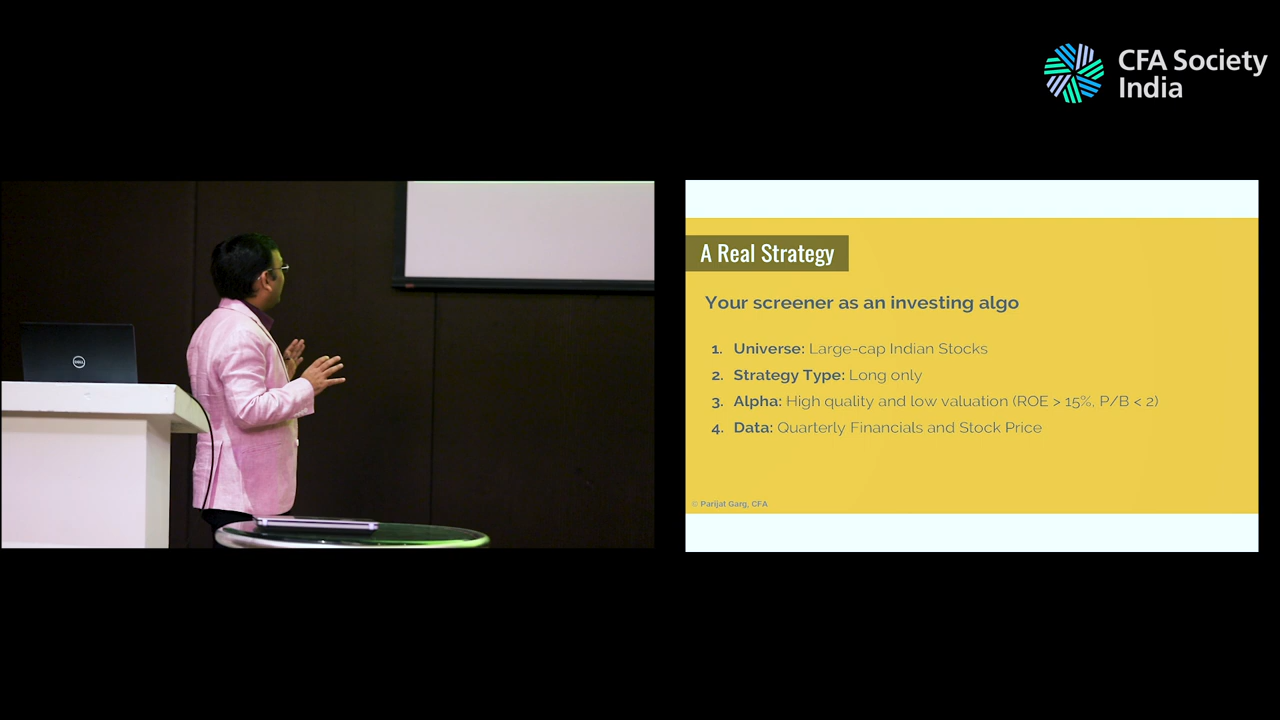 CFA Society
India
A Real Strategy
Your screener as an investing algo
1. Universe: Large-cap Indian Stocks
2. Strategy Type: Long only
3. Alpha: High quality and low valuation (ROE > 15%, P/B < 2)
4. Data: Quarterly Financials and Stock Price
© Parijat Garg, CFA
DELL